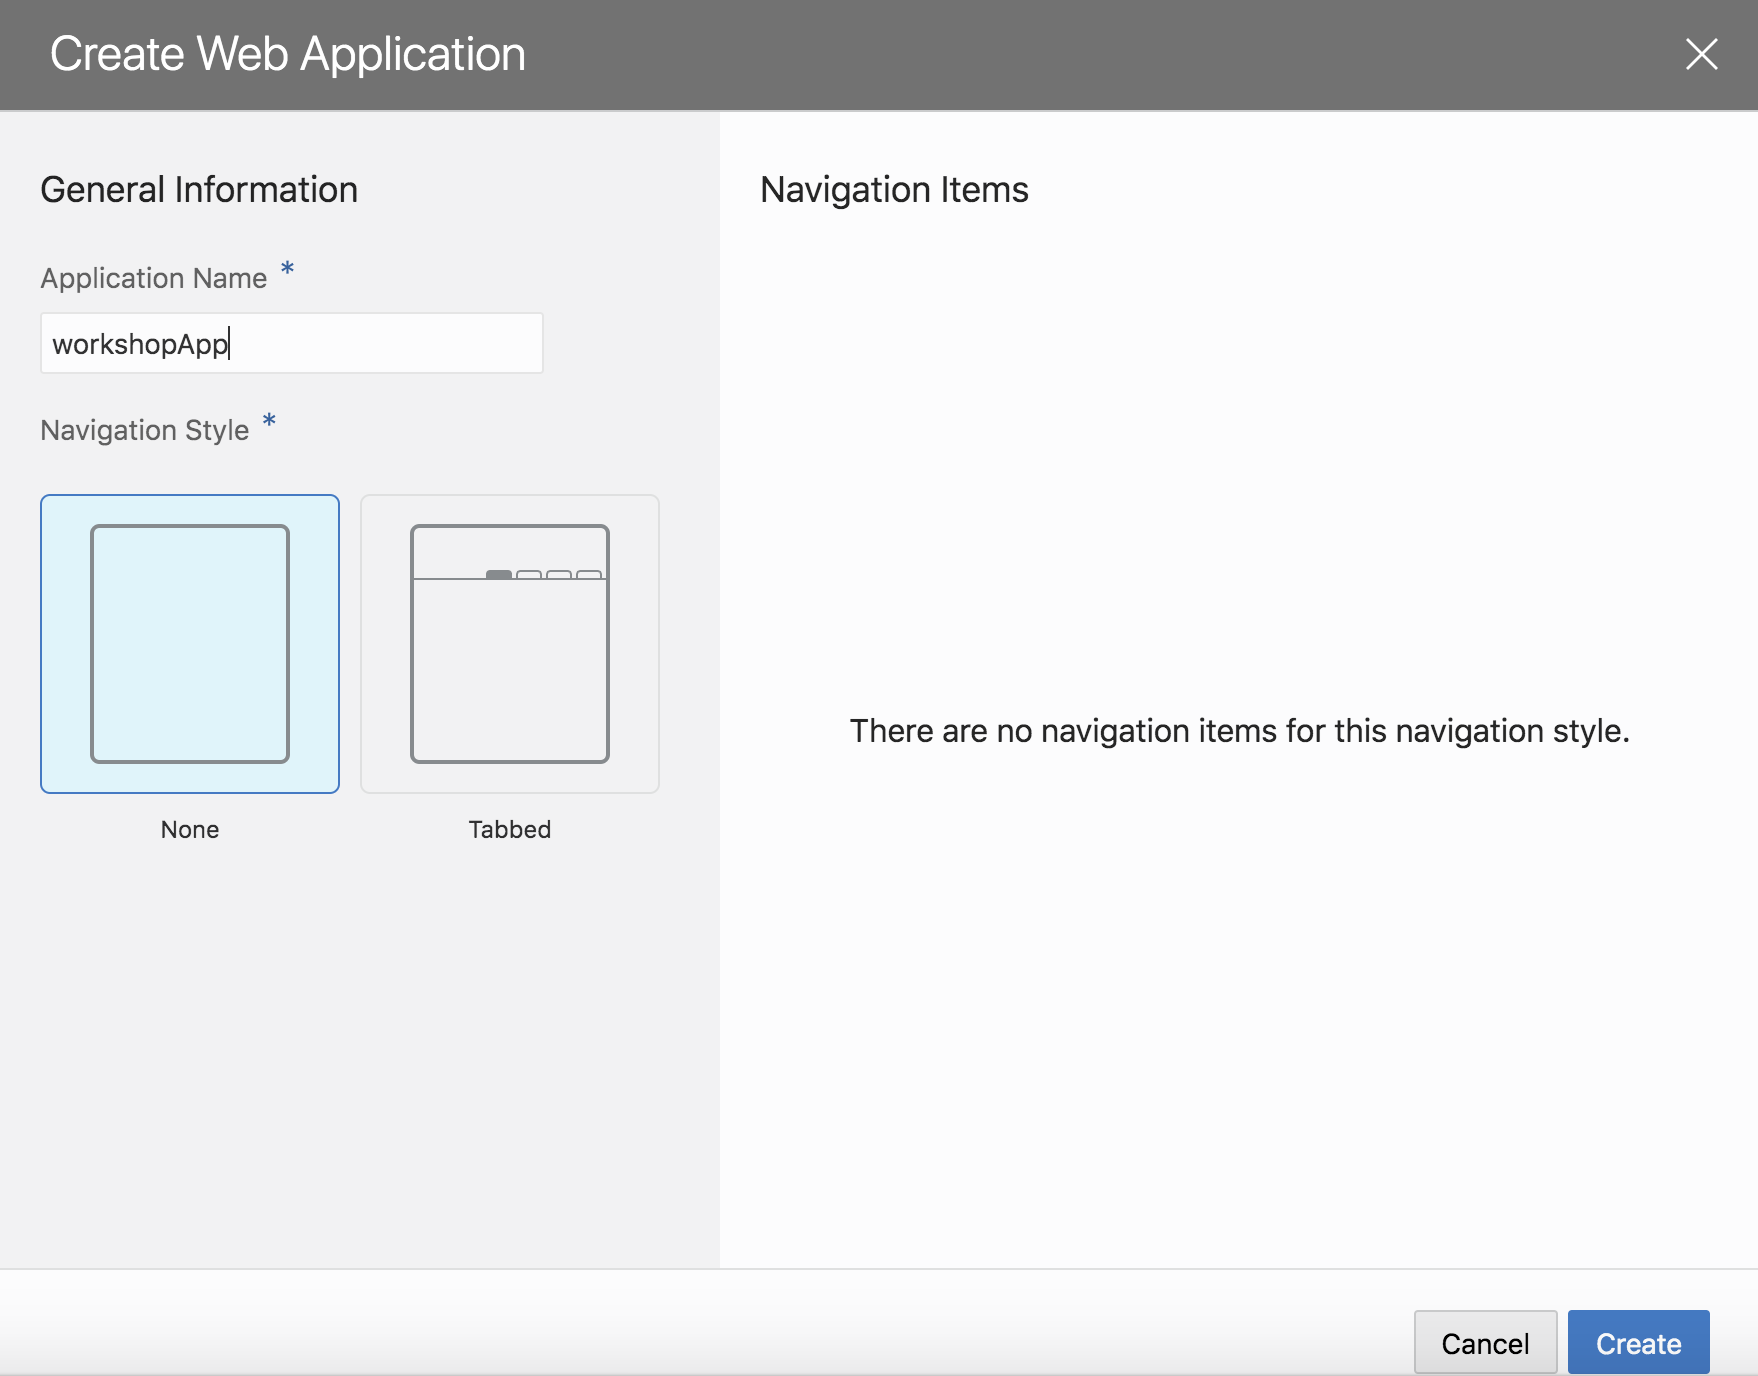 Create Web Application
General Information
Application Name *
workshopApp
Navigation Style *
None
Tabbed
Navigation Items
There are no navigation items for this navigation style.
Cancel
Create